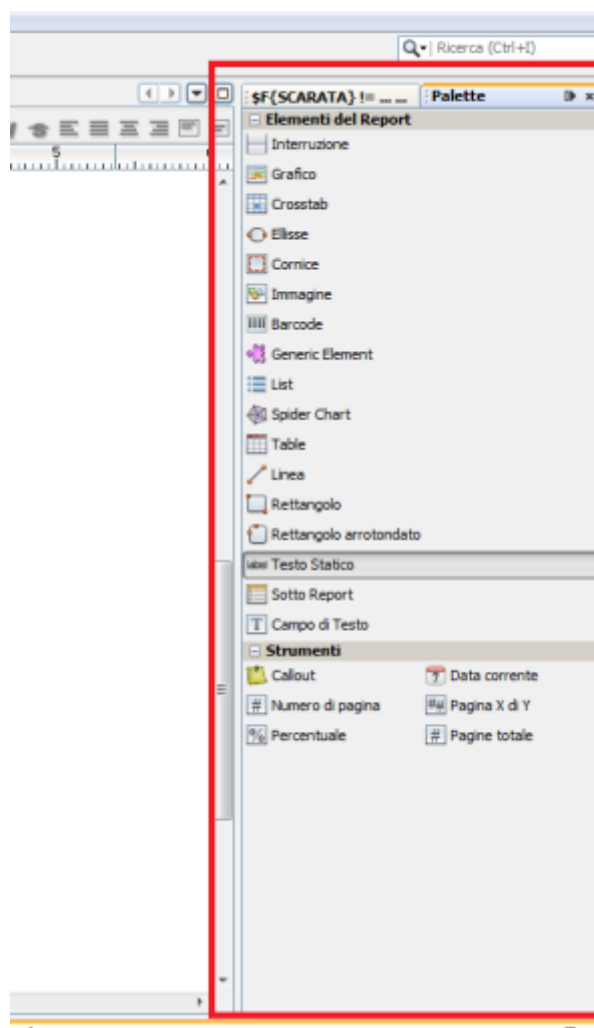 Ricerca (Ctrl+I)
$F{SCARATA} != ... ... Palette
Elementi del Report
5
Interruzione
Grafico
Crosstab
Ellisse
Cornice
Immagine
Barcode
Generic Element
List
Spider Chart
Table
Linea
Rettangolo
Rettangolo arrotondato
label Testo Statico
Sotto Report
T Campo di Testo
Strumenti
Callout 7 Data corrente
# Numero di pagina ## Pagina X di Y
% Percentuale # Pagine totale